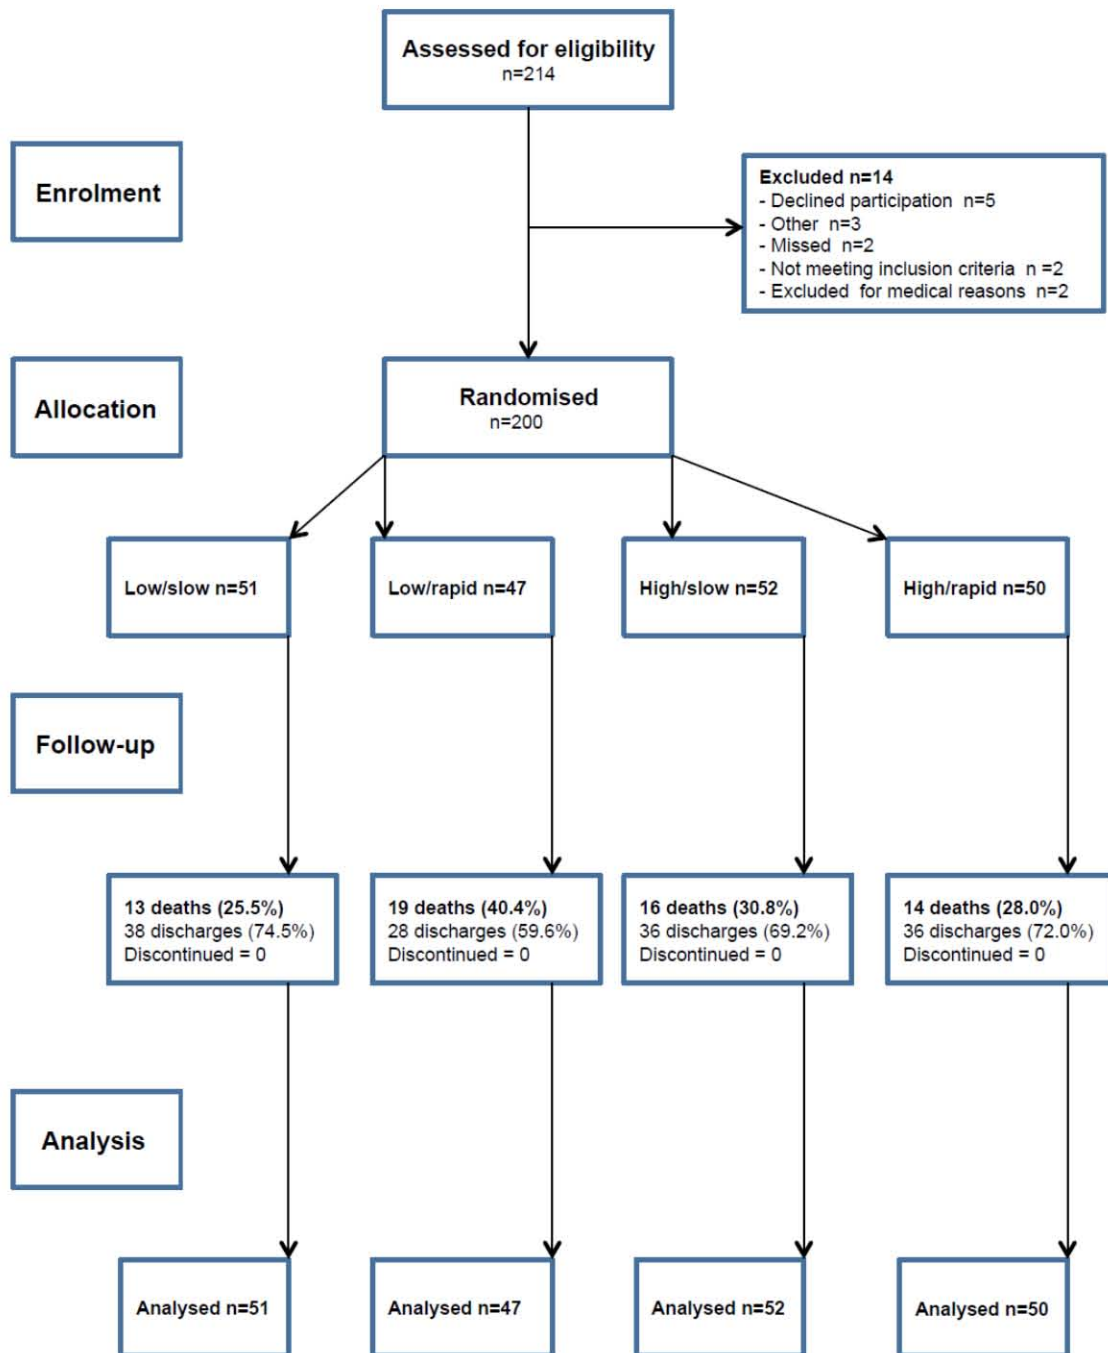 Assessed for eligibility
n=214
Enrolment
Excluded n=14
- Declined participation n=5
- Other n=3
- Missed n=2
- Not meeting inclusion criteria n =2
- Excluded for medical reasons n=2
Allocation
Randomised
n=200
Low/slow n=51
Low/rapid n=47
High/slow n=52
High/rapid n=50
Follow-up
13 deaths (25.5%)
38 discharges (74.5%)
Discontinued = 0
19 deaths (40.4%)
28 discharges (59.6%)
Discontinued = 0
16 deaths (30.8%)
36 discharges (69.2%)
Discontinued = 0
14 deaths (28.0%)
36 discharges (72.0%)
Discontinued = 0
Analysis
Analysed n=51
Analysed n=47
Analysed n=52
Analysed n=50